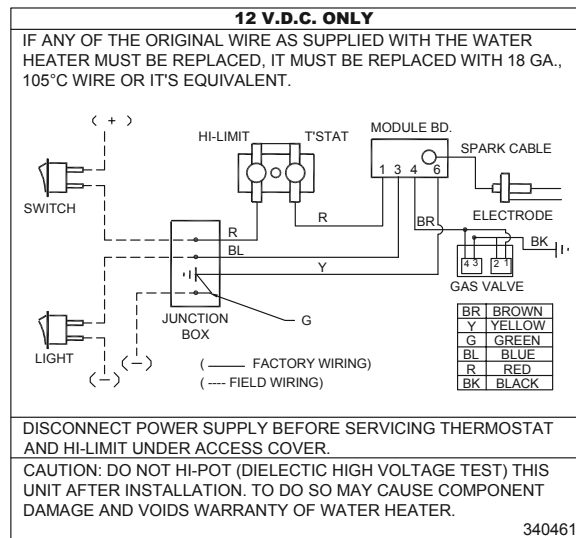 12 V.D.C. ONLY
IF ANY OF THE ORIGINAL WIRE AS SUPPLIED WITH THE WATER
HEATER MUST BE REPLACED, IT MUST BE REPLACED WITH 18 GA.,
105°C WIRE OR IT'S EQUIVALENT.
( + )
HI-LIMIT T'STAT
MODULE BD.
SPARK CABLE
1 3 4 6
SWITCH
ELECTRODE
R
R
BR
BL
BK
Y
4 3 2 1
GAS VALVE
JUNCTION
BOX
G
LIGHT
(—)
(—)
( —— FACTORY WIRING)
( ---- FIELD WIRING)
BR BROWN
Y YELLOW
G GREEN
BL BLUE
R RED
BK BLACK
DISCONNECT POWER SUPPLY BEFORE SERVICING THERMOSTAT
AND HI-LIMIT UNDER ACCESS COVER.
CAUTION: DO NOT HI-POT (DIELECTIC HIGH VOLTAGE TEST) THIS
UNIT AFTER INSTALLATION. TO DO SO MAY CAUSE COMPONENT
DAMAGE AND VOIDS WARRANTY OF WATER HEATER.
340461